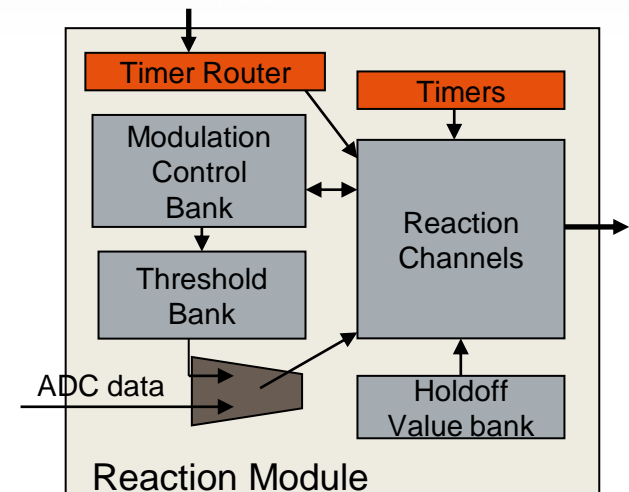 Timer Router
Timers
Modulation
Control
Bank
Reaction
Channels
Threshold
Bank
ADC data
Holdoff
Value bank
Reaction Module